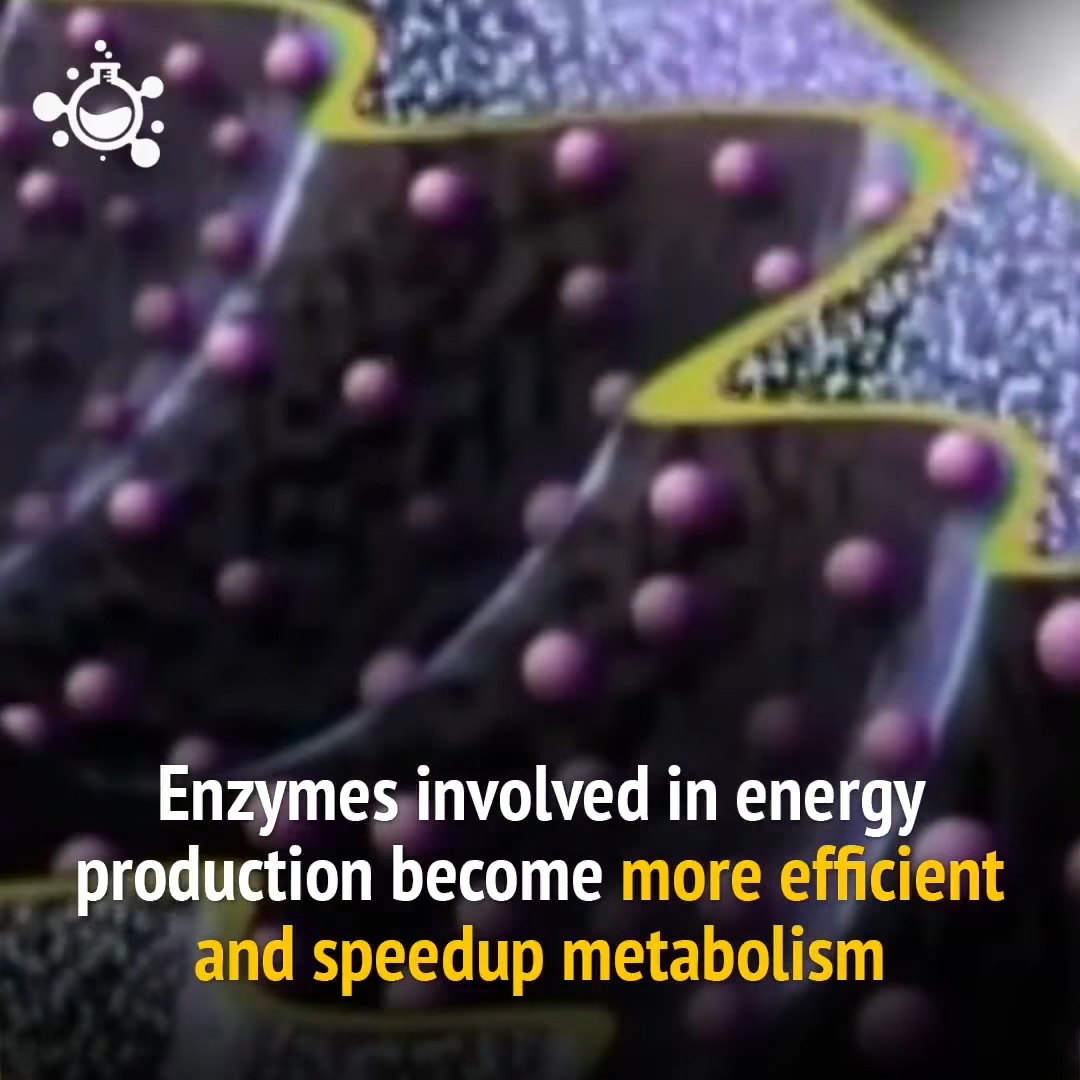 Enzymes involved in energy
production become more efficient
and speedup metabolism